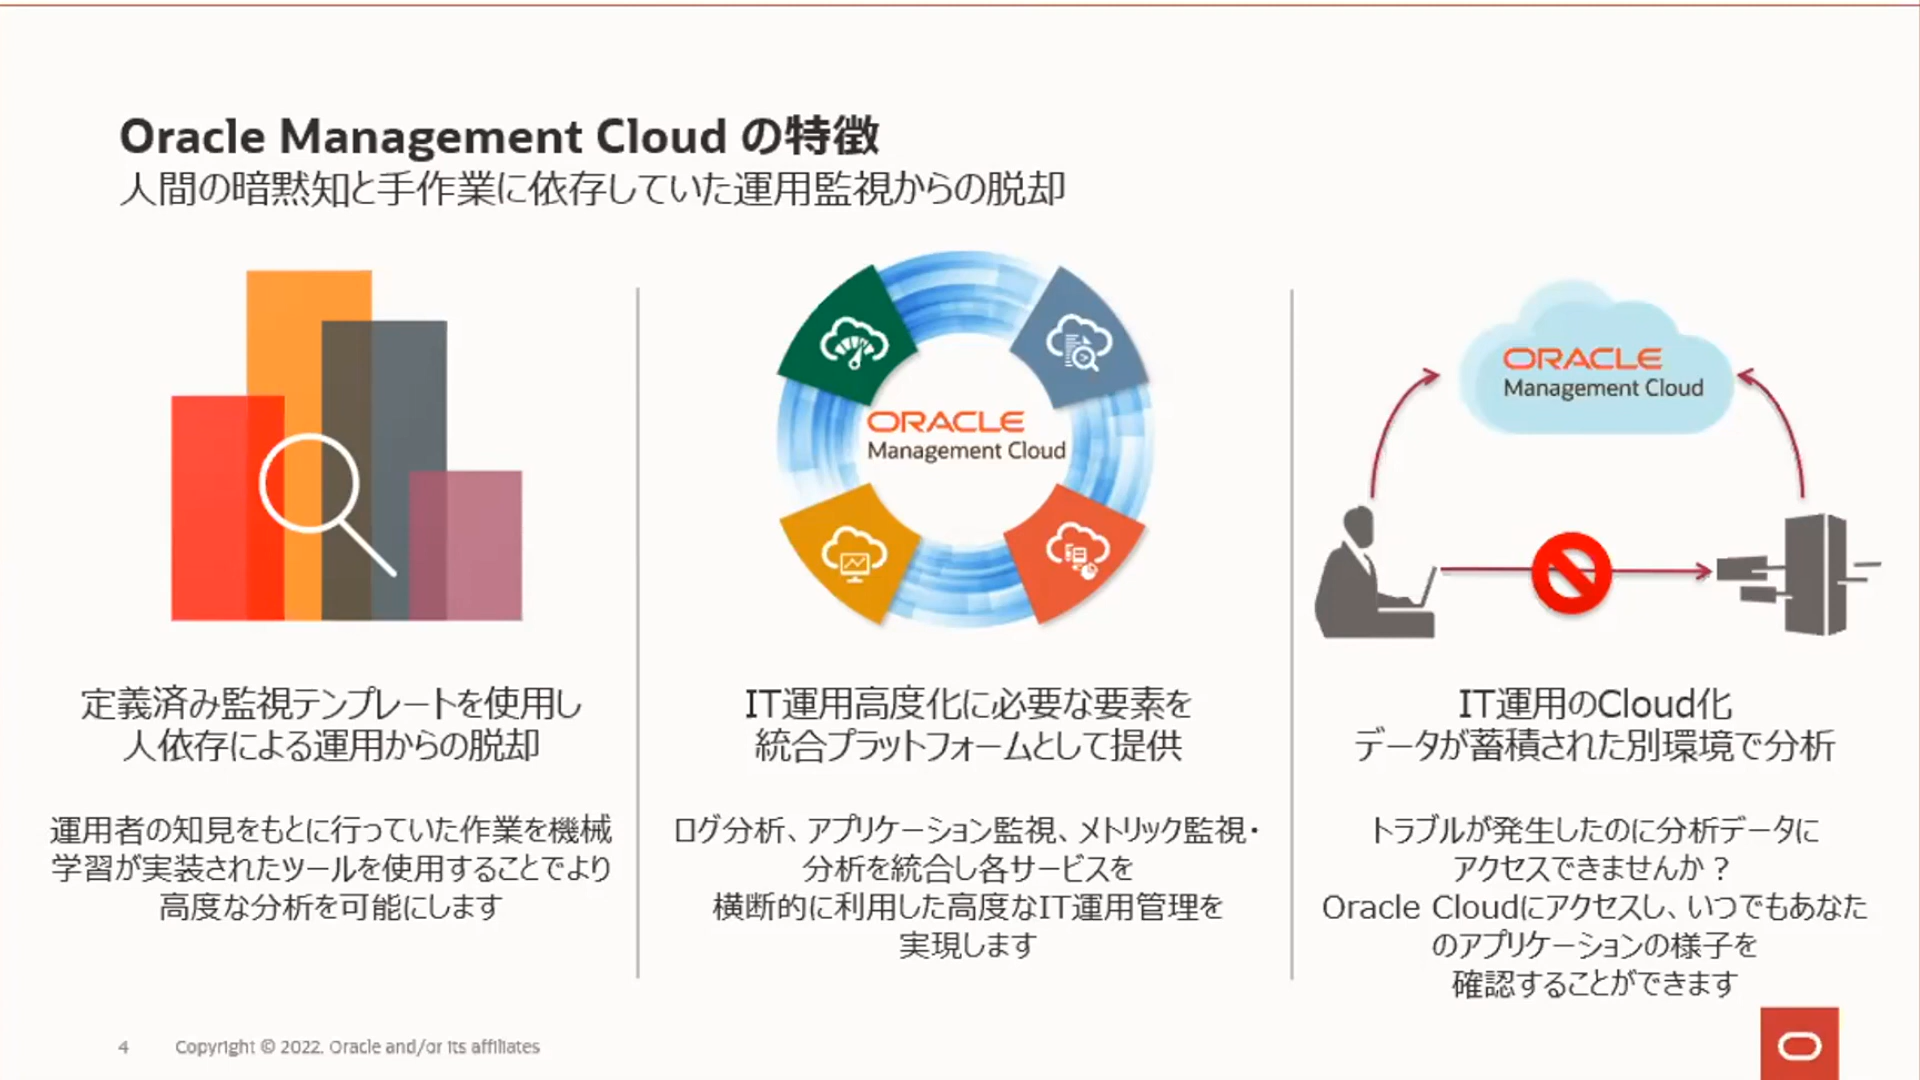 Oracle Management Cloud の特徴
人間の暗黙知と手作業に依存していた運用監視からの脱却
定義済み監視テンプレートを使用し
人依存による運用からの脱却
運用者の知見をもとに行っていた作業を機械
学習が実装されたツールを使用することでより
高度な分析を可能にします
ORACLE
Management Cloud
IT運用高度化に必要な要素を
統合プラットフォームとして提供
ログ分析、アプリケーション監視、メトリック監視・
分析を統合し各サービスを
横断的に利用した高度なIT運用管理を
実現します
ORACLE
Management Cloud
IT運用のCloud化
データが蓄積された別環境で分析
トラブルが発生したのに分析データに
アクセスできませんか？
Oracle Cloudにアクセスし、いつでもあなた
のアプリケーションの様子を
確認することができます
4 Copyright © 2022. Oracle and/or its affiliates